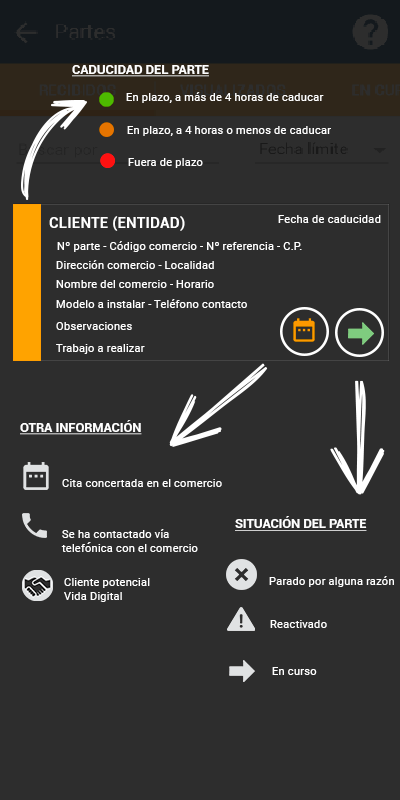 Partes
CADUCIDAD DEL PARTE
En plazo, a más de 4 horas de caducar
En plazo, a 4 horas o menos de caducar
Fecha límite
Fuera de plazo
CLIENTE (ENTIDAD)
Fecha de caducidad
Nº parte - Código comercio - Nº referencia - C.P.
Dirección comercio - Localidad
Nombre del comercio - Horario
Modelo a instalar - Teléfono contacto
Observaciones
Trabajo a realizar
OTRA INFORMACIÓN
Cita concertada en el comercio
Se ha contactado vía
telefónica con el comercio
Cliente potencial
Vida Digital
SITUACIÓN DEL PARTE
Parado por alguna razón
Reactivado
En curso